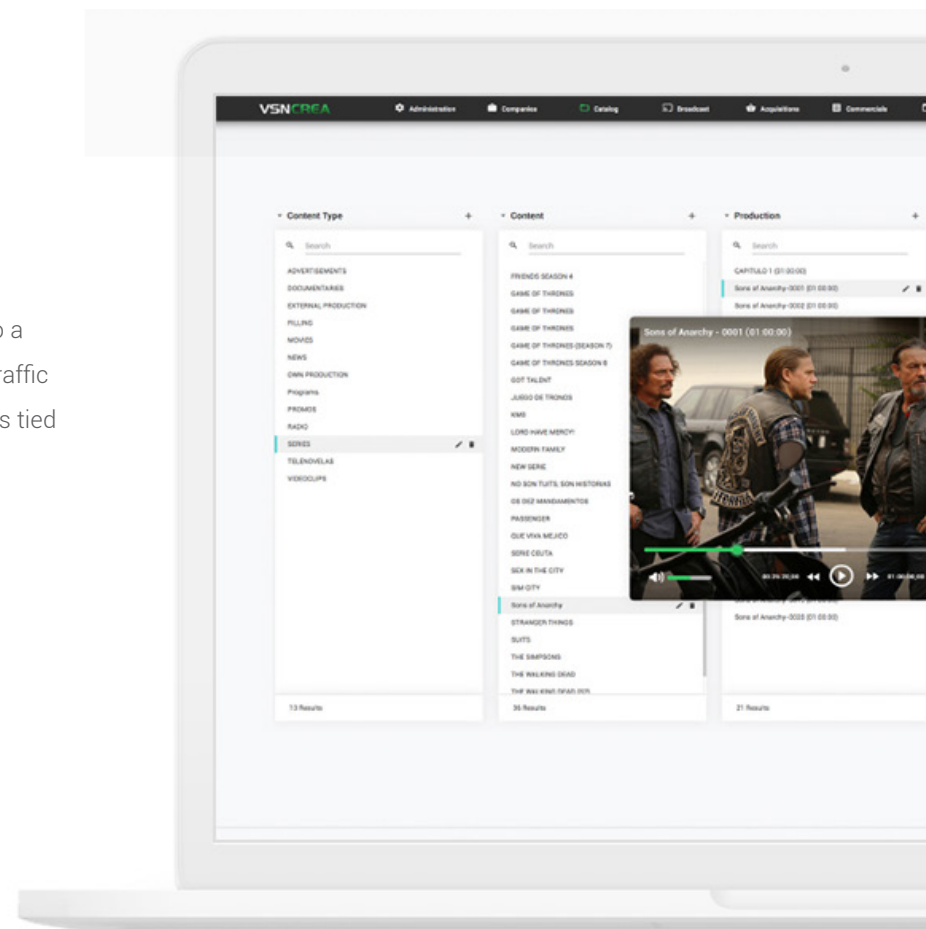 o a
raffic
s tied
VSNCREA
Administration
Companies
Catalog
Broadcast
Acquisitions
Commercials
Content Type
Search
ADVERTISEMENTS
DOCUMENTARIES
EXTERNAL PRODUCTION
FILLING
MOVIES
NEWS
OWN PRODUCTION
Programs
PROMOS
RADIO
SERIES
TELENOVELAS
VIDEOCLIPS
13 Results
Content
Search
FRIENDS SEASON 4
GAME OF THRONES
GAME OF THRONES
GAME OF THRONES
GAME OF THRONES (SEASON 7)
GAME OF THRONES SEASON 8
GOT TALENT
JUEGO DE TRONOS
LORD HAVE MERCY!
MODERN FAMILY
NEW SERIE
NO SON TUITS, SON HISTORIAS
OS DEZ MANDAMENTOS
PASSENGER
QUE VIVA MEJICO
SERIE CEUTA
SEX IN THE CITY
SIM CITY
Sons of Anarchy
STRANGER THINGS
SUITS
THE SIMPSONS
THE WALKING DEAD
THE WALKING DEAD
36 Results
Production
Search
CAPITULO 1 (01:00:00)
Sons of Anarchy-0001 (01:00:00)
Sons of Anarchy-0002 (01:00:00)
Sons of Anarchy - 0001 (01:00:00)
Sons of Anarchy-0020 (01:00:00)
21 Results